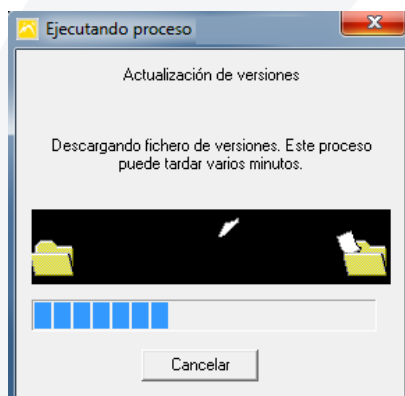 Ejecutando proceso
Actualización de versiones
Descargando fichero de versiones. Este proceso
puede tardar varios minutos.
Cancelar